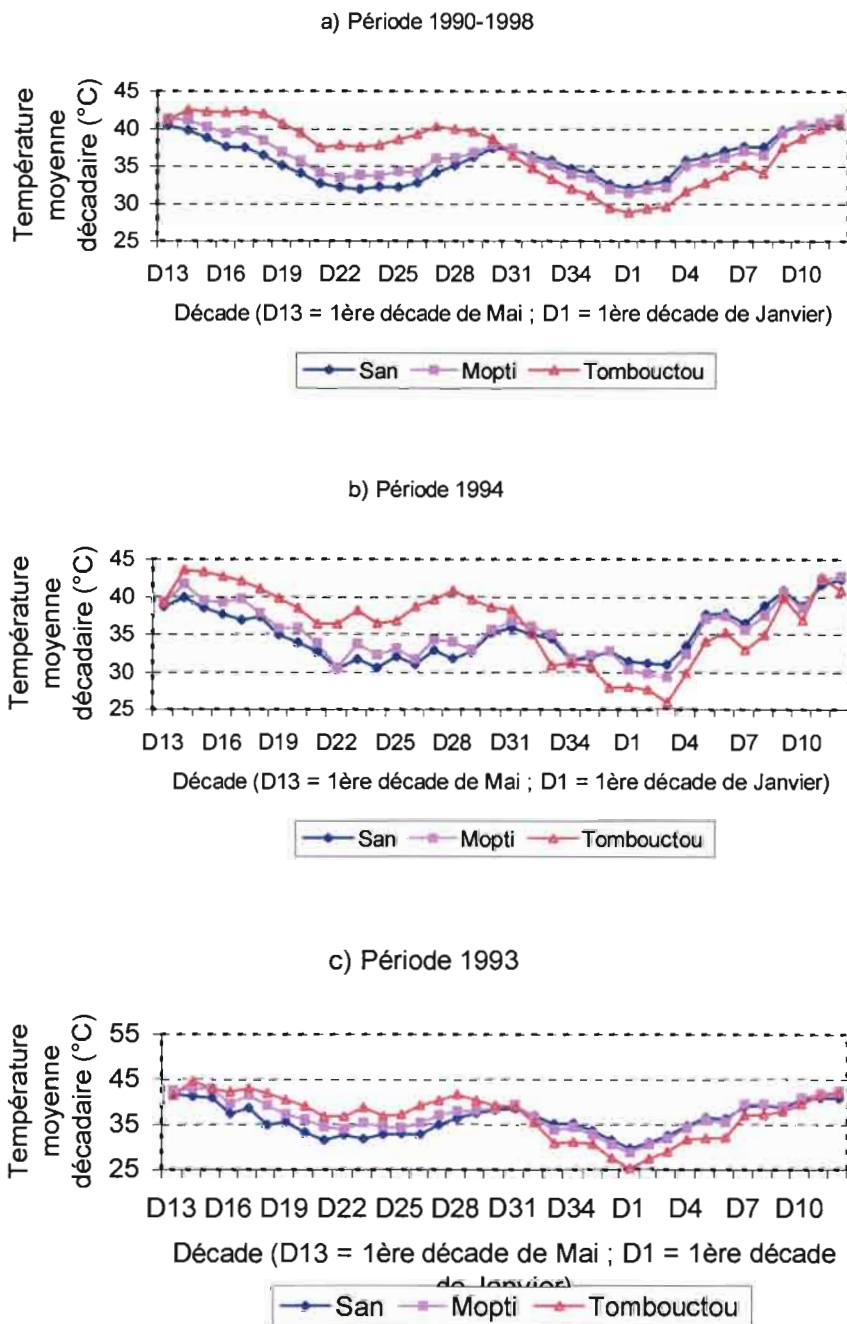 a) Période 1990-1998
Température
moyenne
décadaire (°C)
45
40
35
30
25
D13 D16 D19 D22 D25 D28 D31 D34 D1 D4 D7 D10
Décade (D13 = 1ère décade de Mai ; D1 = 1ère décade de Janvier)
San Mopti Tombouctou
b) Période 1994
Température
moyenne
décadaire (°C)
45
40
35
30
25
D13 D16 D19 D22 D25 D28 D31 D34 D1 D4 D7 D10
Décade (D13 = 1ère décade de Mai ; D1 = 1ère décade de Janvier)
San Mopti Tombouctou
c) Période 1993
Température
moyenne
décadaire (°C)
55
45
35
25
D13 D16 D19 D22 D25 D28 D31 D34 D1 D4 D7 D10
Décade (D13 = 1ère décade de Mai ; D1 = 1ère décade
de Janvier)
San Mopti Tombouctou